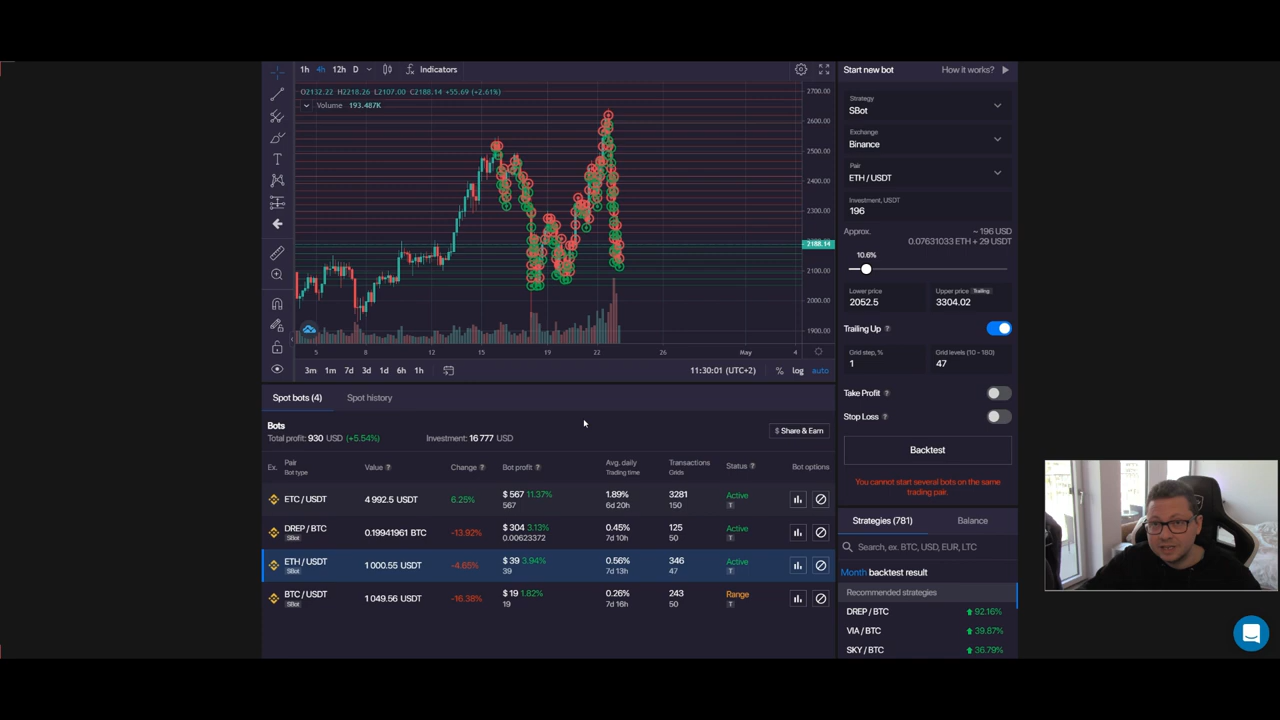 1h 4h 12h D Indicators
O2132.22 H2218.26 L2107.00 C2188.14 +55.69 (+2.61%)
Volume 193.487K
2700.00
2600.00
2500.00
2400.00
2300.00
2188.14
2100.00
2000.00
1900.00
5 8 12 15 19 22 26 May 4
3m 1m 7d 3d 1d 6h 1h
11:30:01 (UTC+2) % log auto
Spot bots (4) Spot history
Bots
Total profit: 930 USD (+5.54%) Investment: 16 777 USD
$ Share & Earn
Ex. Pair Value ? Change ? Bot profit ? Avg. daily Transactions Status ? Bot options
Bot type Trading time Grids
ETC / USDT 4 992.5 USDT 6.25% $ 567 11.37% 1.89% 3281 Active
567 6d 20h 150 T
DREP / BTC 0.19941961 BTC -13.92% $ 304 3.13% 0.45% 125 Active
SBot 0.00623372 7d 10h 50 T
ETH / USDT 1 000.55 USDT -4.65% $ 39 3.94% 0.56% 346 Active
SBot 39 7d 13h 47 T
BTC / USDT 1 049.56 USDT -16.38% $ 19 1.82% 0.26% 243 Range
SBot 19 7d 16h 50 T
Start new bot How it works?
Strategy
SBot
Exchange
Binance
Pair
ETH / USDT
Investment, USDT
196
Approx. ~ 196 USD
0.07631033 ETH + 29 USDT
10.6%
Lower price Upper price Trailing
2052.5 3304.02
Trailing Up ?
Grid step, % Grid levels (10 - 180)
1 47
Take Profit ?
Stop Loss ?
Backtest
You cannot start several bots on the same
trading pair.
Strategies (781) Balance
Search, ex. BTC, USD, EUR, LTC
Month backtest result
Recommended strategies
DREP / BTC 92.16%
VIA / BTC 39.87%
SKY / BTC 36.79%